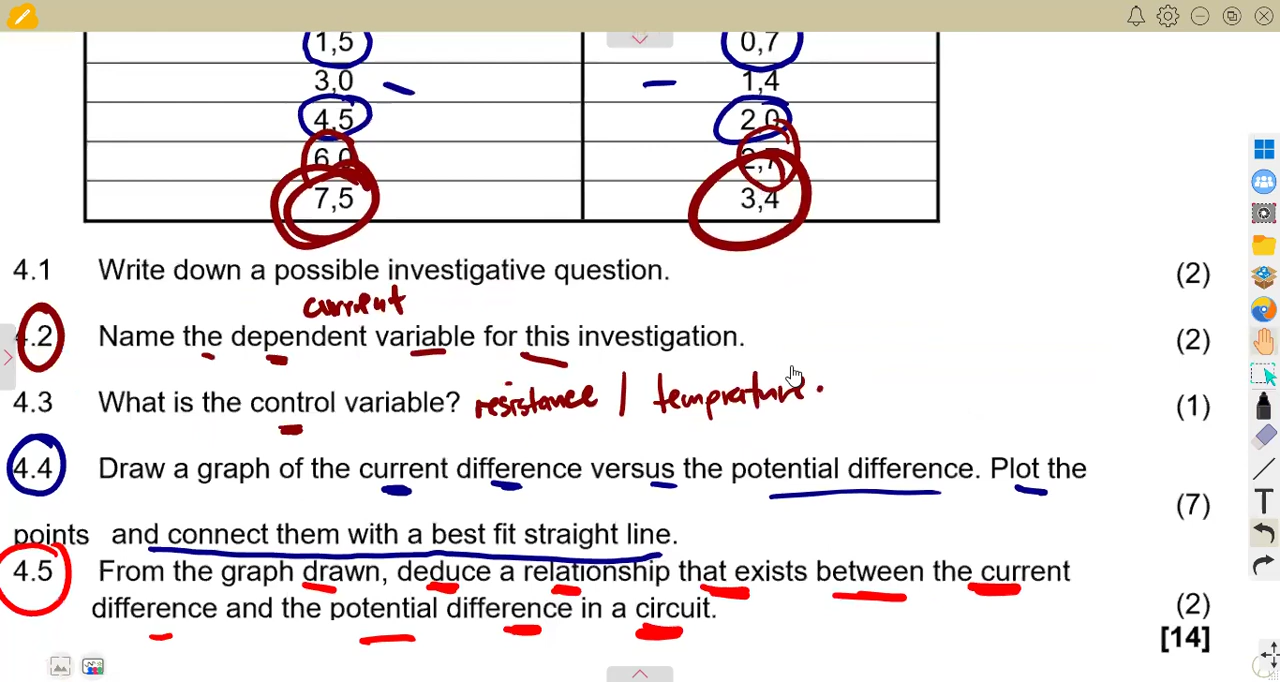 1,5 0,7
3,0 1,4
4,5 2,0
6,0 2,7
7,5 3,4
4.1 Write down a possible investigative question. (2)
current
4.2 Name the dependent variable for this investigation. (2)
4.3 What is the control variable? resistance | temprature. (1)
4.4 Draw a graph of the current difference versus the potential difference. Plot the
(7)
points and connect them with a best fit straight line.
4.5 From the graph drawn, deduce a relationship that exists between the current
difference and the potential difference in a circuit. (2)
[14]